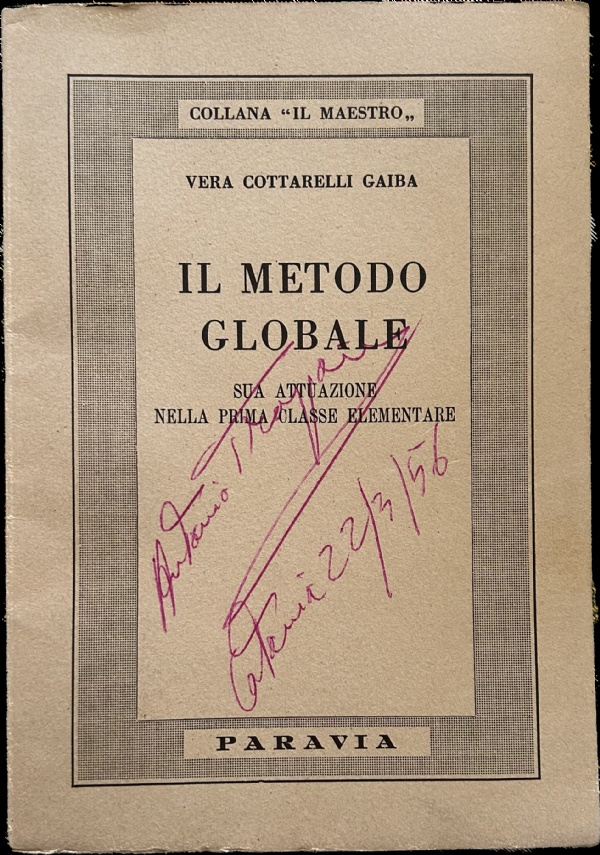 COLLANA “IL MAESTRO„
VERA COTTARELLI GAIBA
IL METODO
GLOBALE
SUA ATTUAZIONE
NELLA PRIMA CLASSE ELEMENTARE
Antonio
Catania 22/3/56
PARAVIA